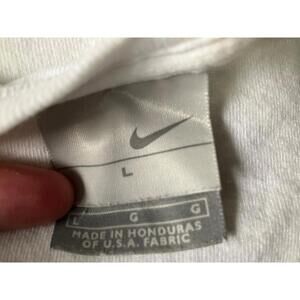 L
L G G
MADE IN HONDURAS
OF U.S.A. FABRIC